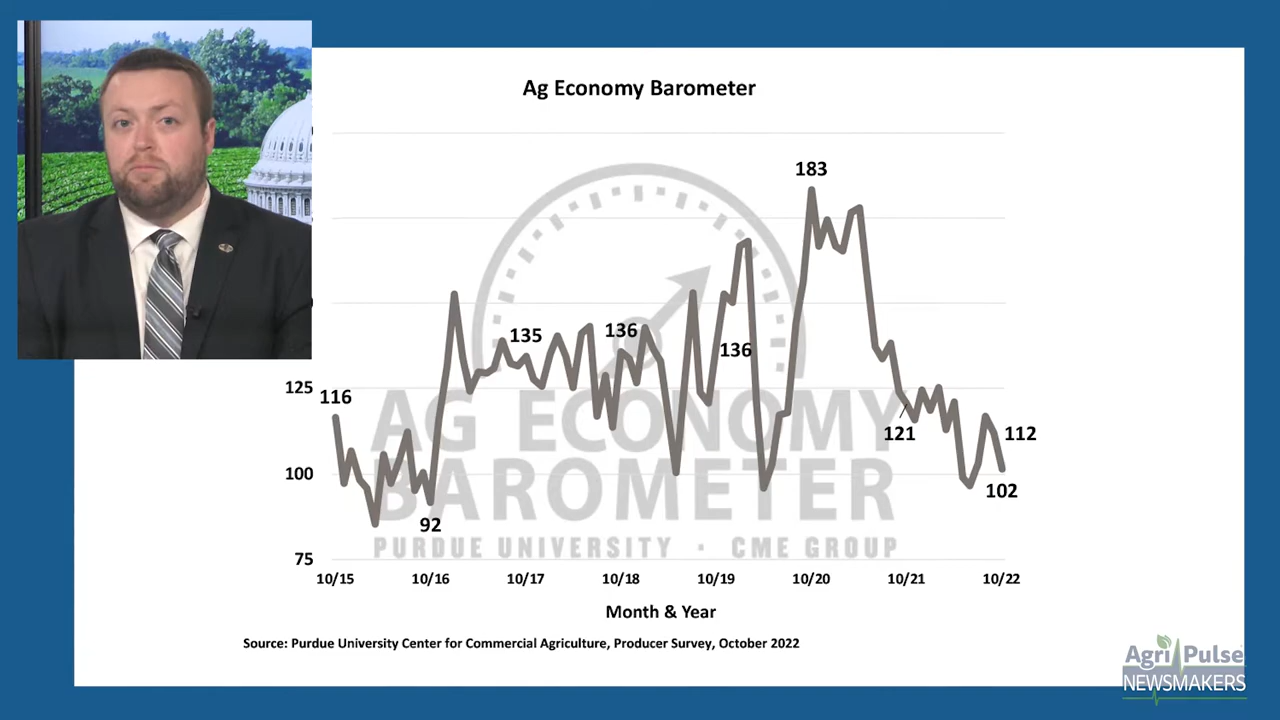 Ag Economy Barometer
183
136
135
136
125
116
121
112
100
102
92
75
AG ECONOMY
BAROMETER
PURDUE UNIVERSITY · CME GROUP
10/15 10/16 10/17 10/18 10/19 10/20 10/21 10/22
Month & Year
Source: Purdue University Center for Commercial Agriculture, Producer Survey, October 2022
Agri Pulse
NEWSMAKERS